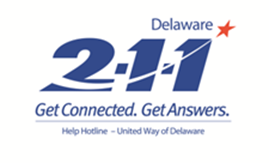 Delaware
2-1-1
Get Connected. Get Answers.
Help Hotline – United Way of Delaware